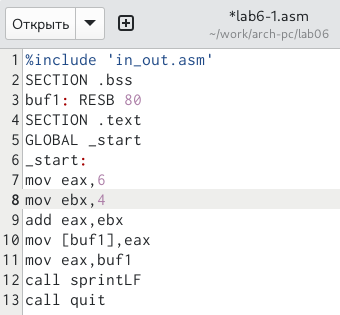 Открыть
*lab6-1.asm
~/work/arch-pc/lab06
1 %include 'in_out.asm'
2 SECTION .bss
3 buf1: RESB 80
4 SECTION .text
5 GLOBAL _start
6 _start:
7 mov eax,6
8 mov ebx,4
9 add eax,ebx
10 mov [buf1],eax
11 mov eax,buf1
12 call sprintLF
13 call quit